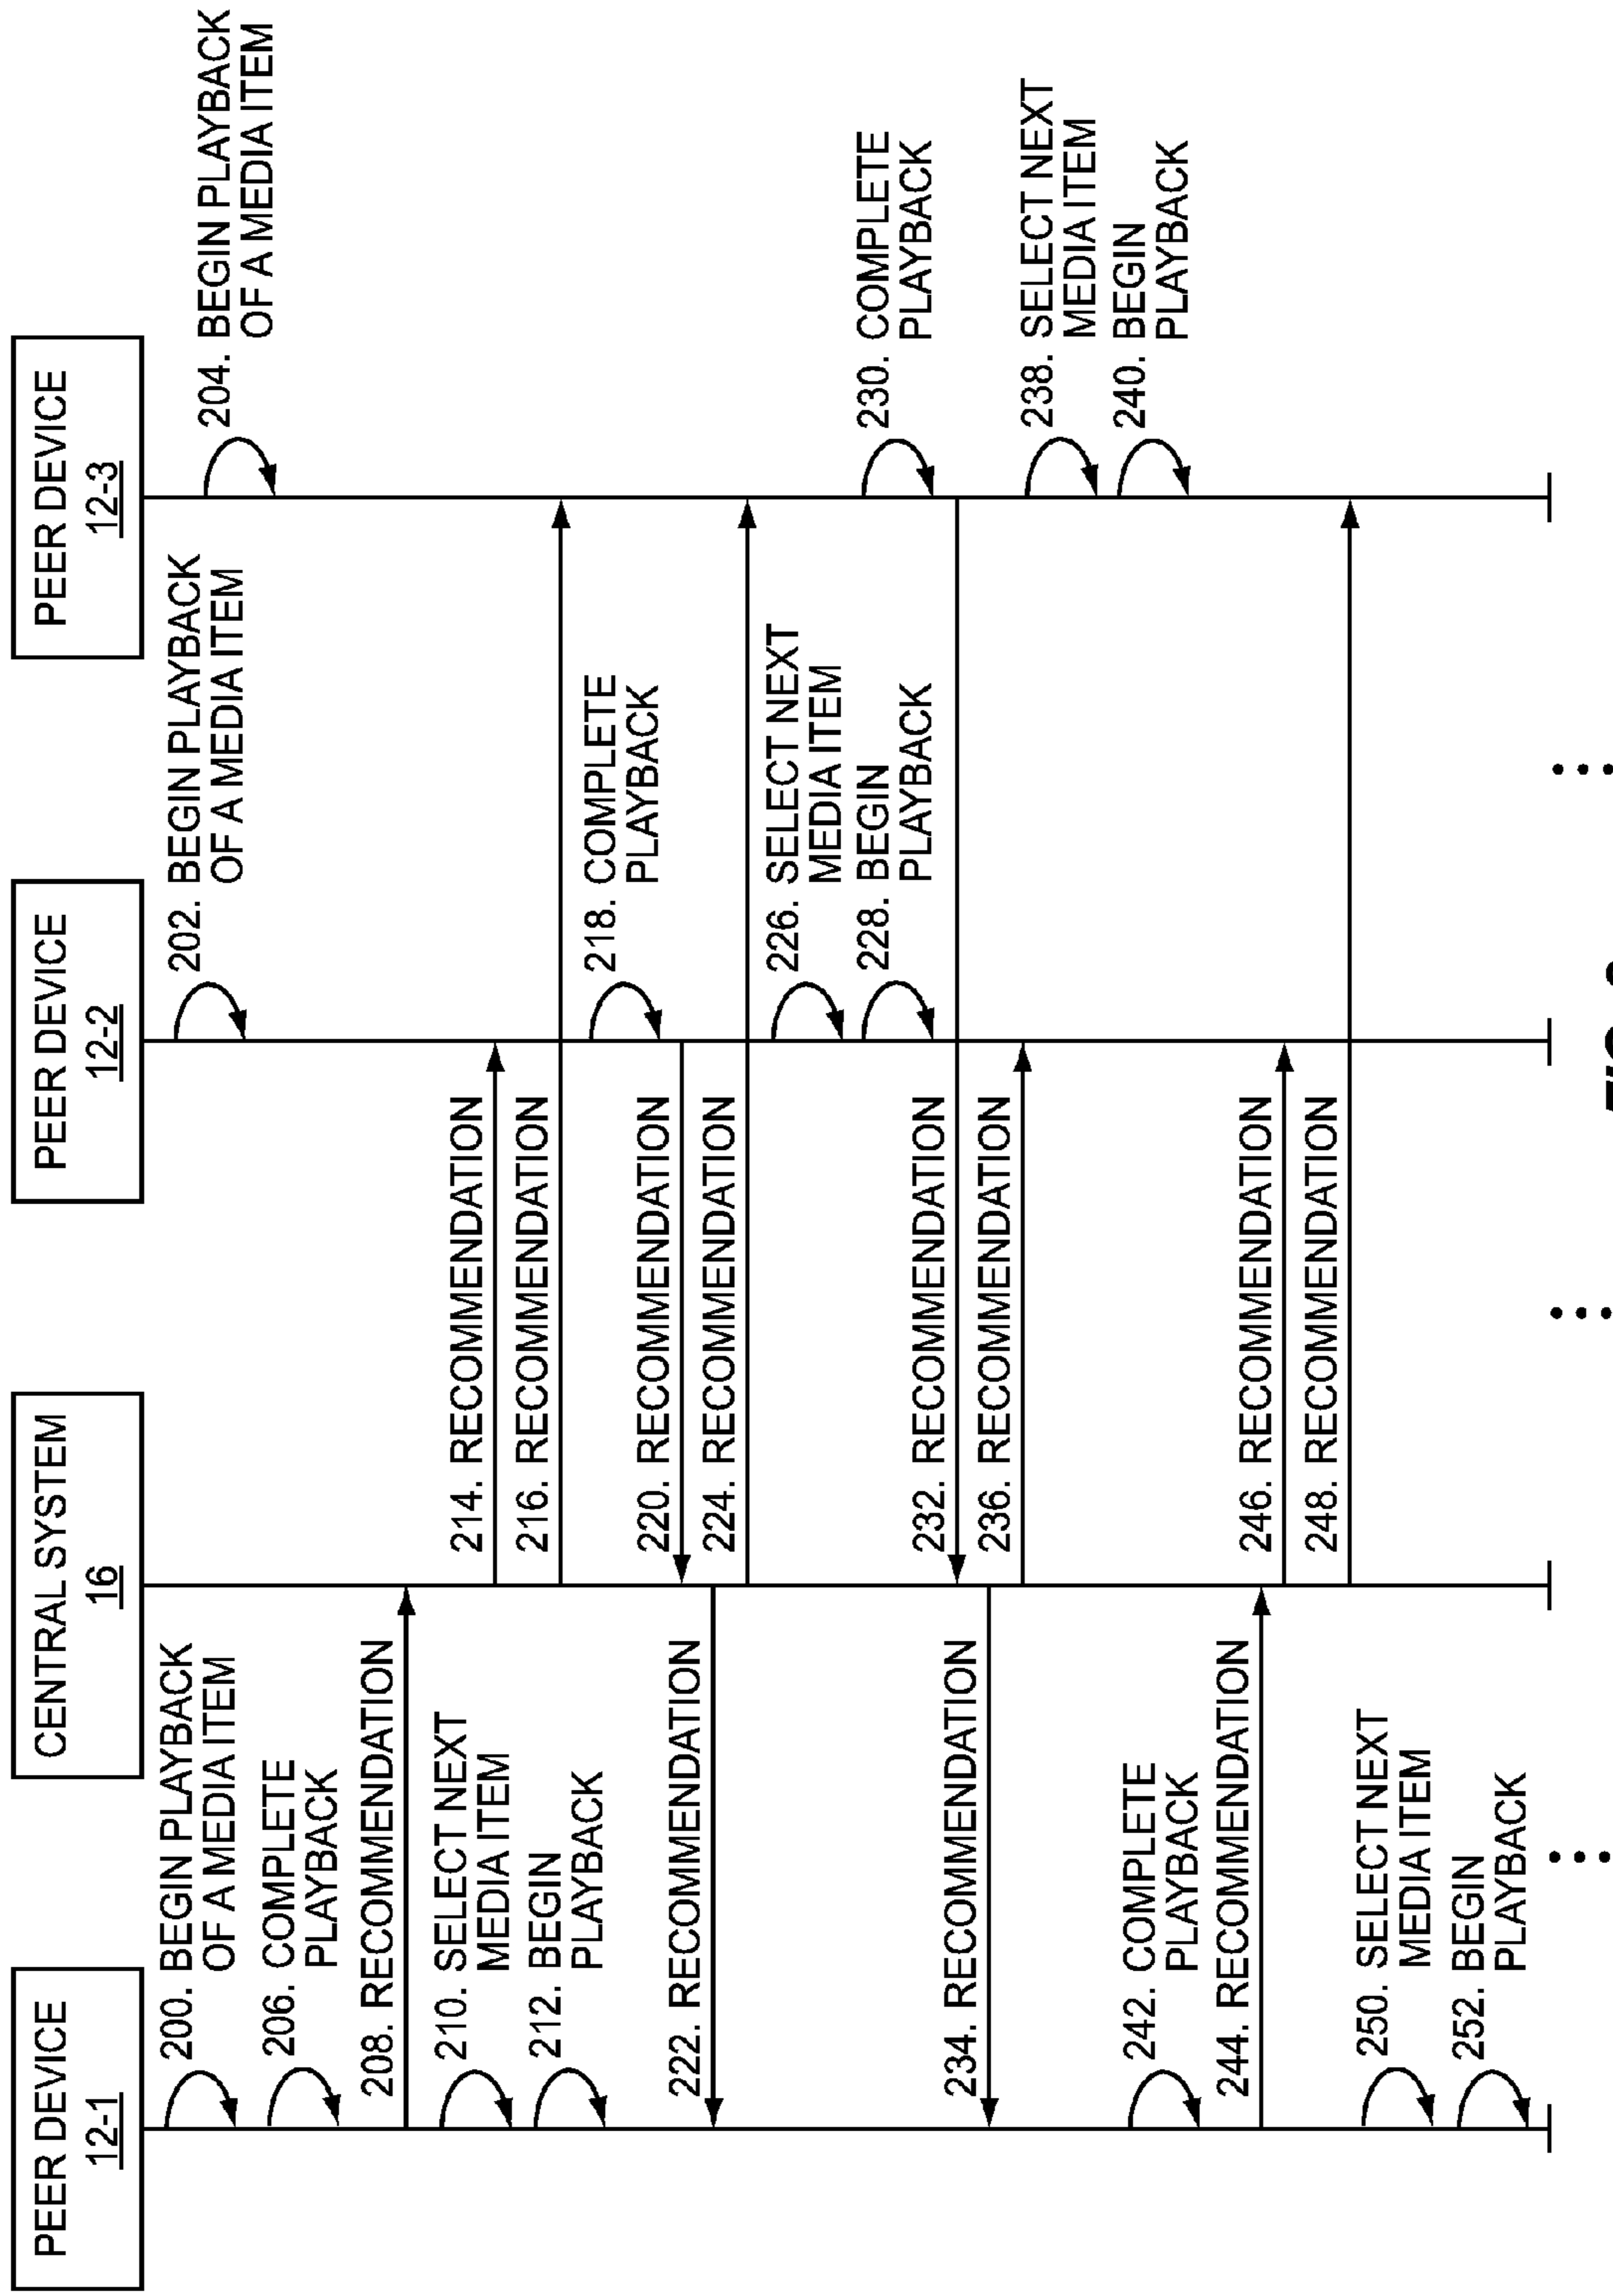 PEER DEVICE
12-1
CENTRAL SYSTEM
16
PEER DEVICE
12-2
PEER DEVICE
12-3
200. BEGIN PLAYBACK
OF A MEDIA ITEM
202. BEGIN PLAYBACK
OF A MEDIA ITEM
204. BEGIN PLAYBACK
OF A MEDIA ITEM
206. COMPLETE
PLAYBACK
208. RECOMMENDATION
210. SELECT NEXT
MEDIA ITEM
212. BEGIN
PLAYBACK
214. RECOMMENDATION
216. RECOMMENDATION
218. COMPLETE
PLAYBACK
220. RECOMMENDATION
222. RECOMMENDATION
224. RECOMMENDATION
226. SELECT NEXT
MEDIA ITEM
228. BEGIN
PLAYBACK
230. COMPLETE
PLAYBACK
232. RECOMMENDATION
234. RECOMMENDATION
236. RECOMMENDATION
238. SELECT NEXT
MEDIA ITEM
240. BEGIN
PLAYBACK
242. COMPLETE
PLAYBACK
244. RECOMMENDATION
246. RECOMMENDATION
248. RECOMMENDATION
250. SELECT NEXT
MEDIA ITEM
252. BEGIN
PLAYBACK